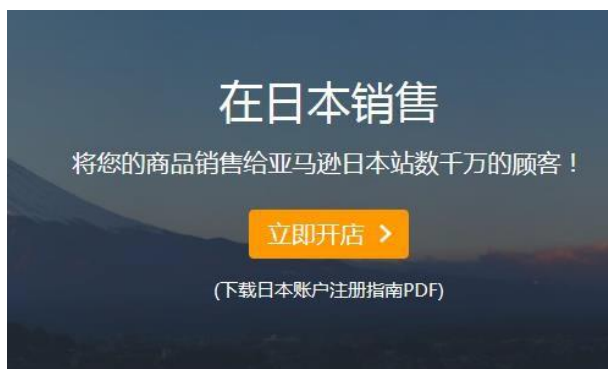 在日本销售
将您的商品销售给亚马逊日本站数千万的顾客！
立即开店
(下载日本账户注册指南PDF)